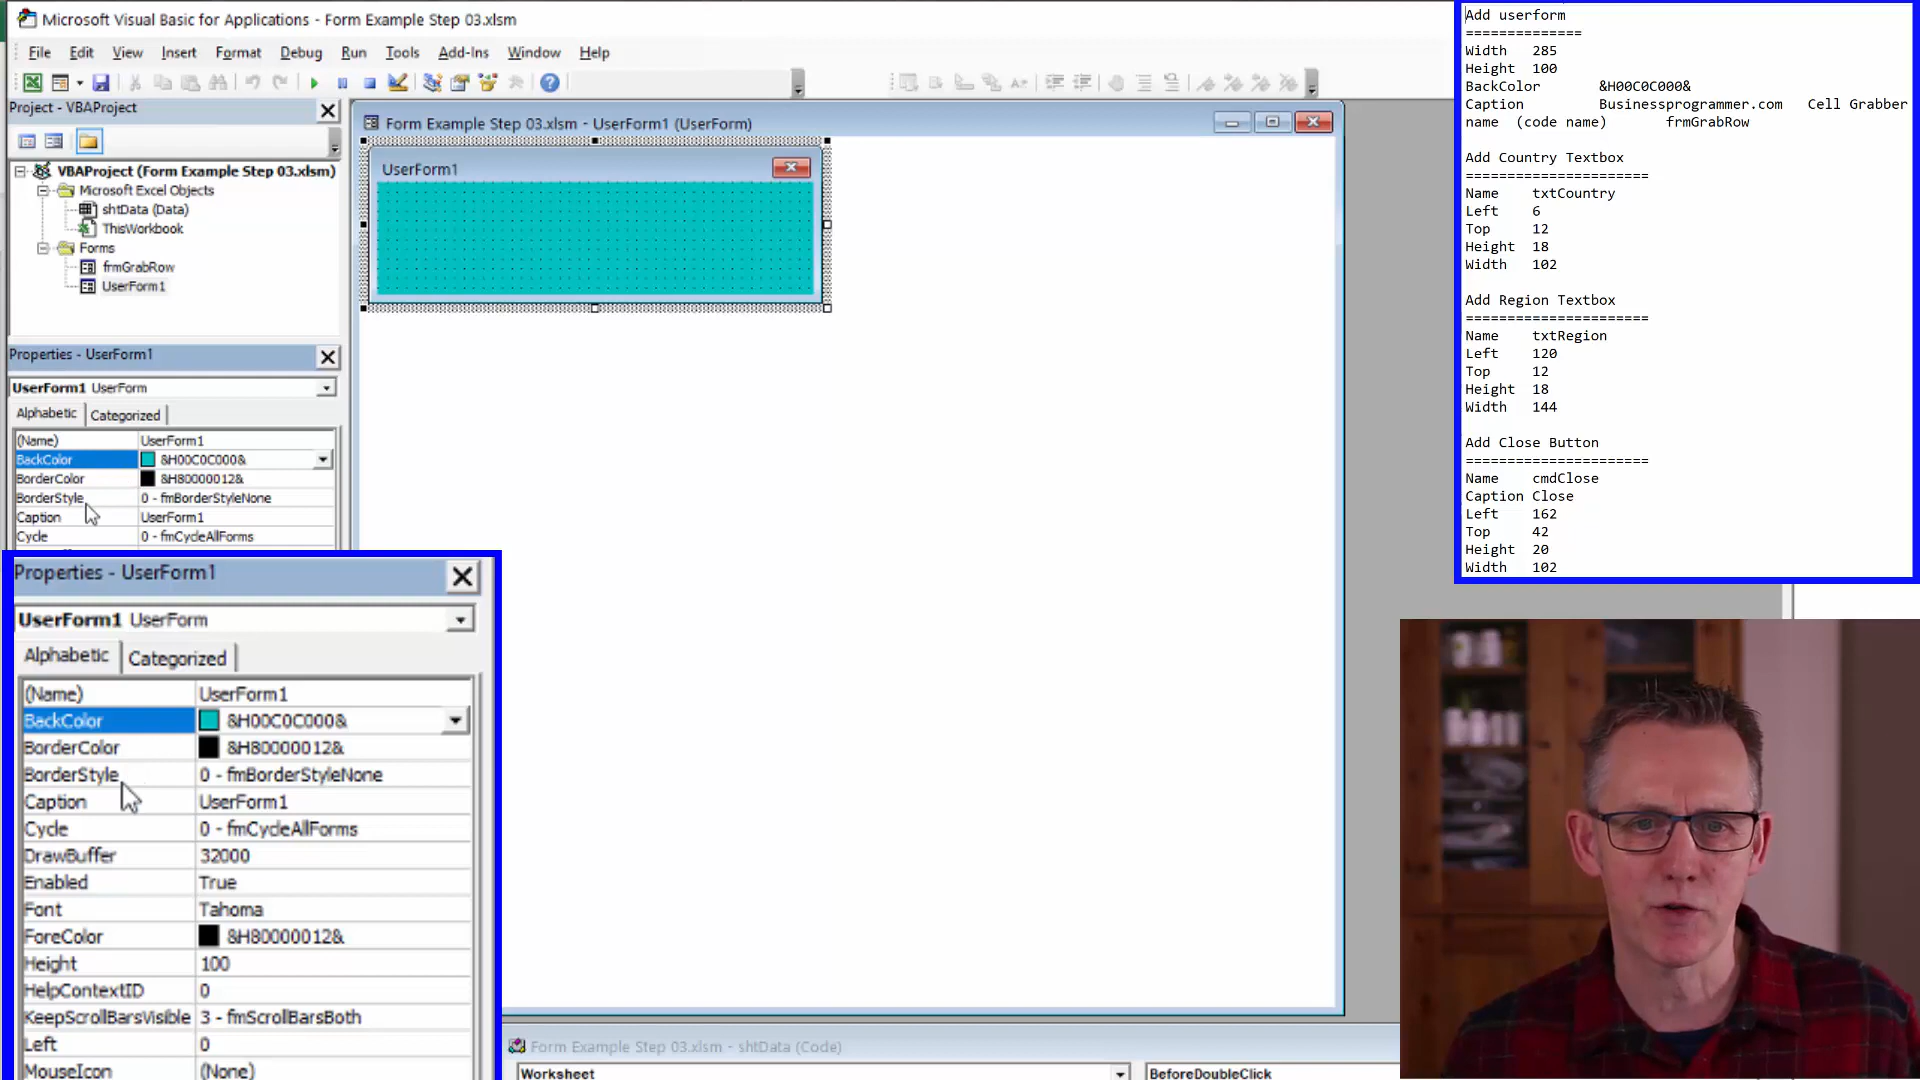 Microsoft Visual Basic for Applications - Form Example Step 03.xlsm
File Edit View Insert Format Debug Run Tools Add-Ins Window Help
Project - VBAProject
VBAProject (Form Example Step 03.xlsm)
Microsoft Excel Objects
shtData (Data)
ThisWorkbook
Forms
frmGrabRow
UserForm1
Properties - UserForm1
UserForm1 UserForm
Alphabetic Categorized
(Name) UserForm1
BackColor &H00C0C000&
BorderColor &H80000012&
BorderStyle 0 - fmBorderStyleNone
Caption UserForm1
Cycle 0 - fmCycleAllForms
Form Example Step 03.xlsm - UserForm1 (UserForm)
UserForm1
Properties - UserForm1
UserForm1 UserForm
Alphabetic Categorized
(Name) UserForm1
BackColor &H00C0C000&
BorderColor &H80000012&
BorderStyle 0 - fmBorderStyleNone
Caption UserForm1
Cycle 0 - fmCycleAllForms
DrawBuffer 32000
Enabled True
Font Tahoma
ForeColor &H80000012&
Height 100
HelpContextID 0
KeepScrollBarsVisible 3 - fmScrollBarsBoth
Left 0
MouseIcon (None)
Form Example Step 03.xlsm - shtData (Code)
Worksheet BeforeDoubleClick
Add userform
==============
Width 285
Height 100
BackColor &H00C0C000&
Caption Businessprogrammer.com Cell Grabber
name (code name) frmGrabRow
Add Country Textbox
======================
Name txtCountry
Left 6
Top 12
Height 18
Width 102
Add Region Textbox
======================
Name txtRegion
Left 120
Top 12
Height 18
Width 144
Add Close Button
======================
Name cmdClose
Caption Close
Left 162
Top 42
Height 20
Width 102